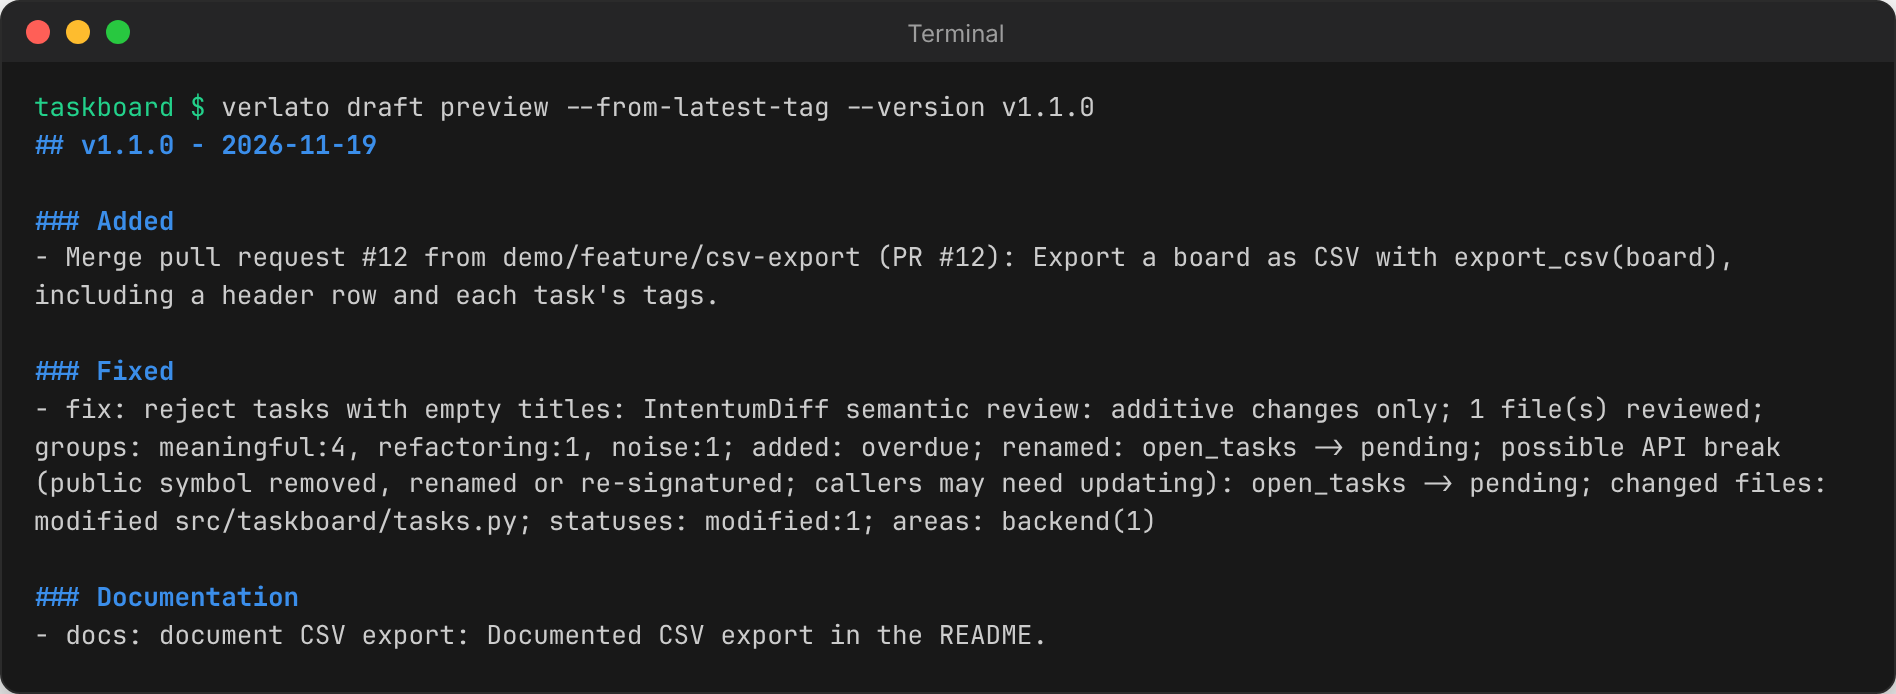 Terminal
taskboard $ verlato draft preview --from-latest-tag --version v1.1.0
## v1.1.0 - 2026-11-19
### Added
- Merge pull request #12 from demo/feature/csv-export (PR #12): Export a board as CSV with export_csv(board),
including a header row and each task's tags.
### Fixed
- fix: reject tasks with empty titles: IntentumDiff semantic review: additive changes only; 1 file(s) reviewed;
groups: meaningful:4, refactoring:1, noise:1; added: overdue; renamed: open_tasks -> pending; possible API break
(public symbol removed, renamed or re-signatured; callers may need updating): open_tasks -> pending; changed files:
modified src/taskboard/tasks.py; statuses: modified:1; areas: backend(1)
### Documentation
- docs: document CSV export: Documented CSV export in the README.